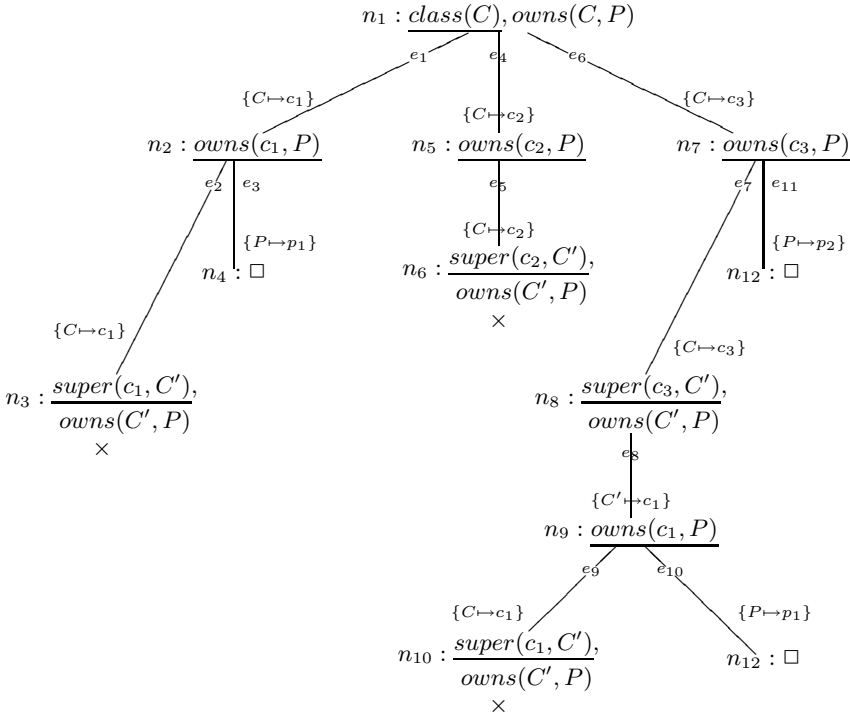 n₁ : class(C), owns(C, P)
e₁ e₄ e₆
{C↦c₁} {C↦c₂} {C↦c₃}
n₂ : owns(c₁, P) n₅ : owns(c₂, P) n₇ : owns(c₃, P)
e₂ e₃ e₅ e₇ e₁₁
{P↦p₁} {C↦c₂} {P↦p₂}
n₄ : □ n₆ : super(c₂, C′), n₁₂ : □
owns(C′, P)
×
{C↦c₁} {C↦c₃}
n₃ : super(c₁, C′), n₈ : super(c₃, C′),
owns(C′, P) owns(C′, P)
×
e₈
{C′↦c₁}
n₉ : owns(c₁, P)
e₉ e₁₀
{C↦c₁} {P↦p₁}
n₁₀ : super(c₁, C′), n₁₂ : □
owns(C′, P)
×